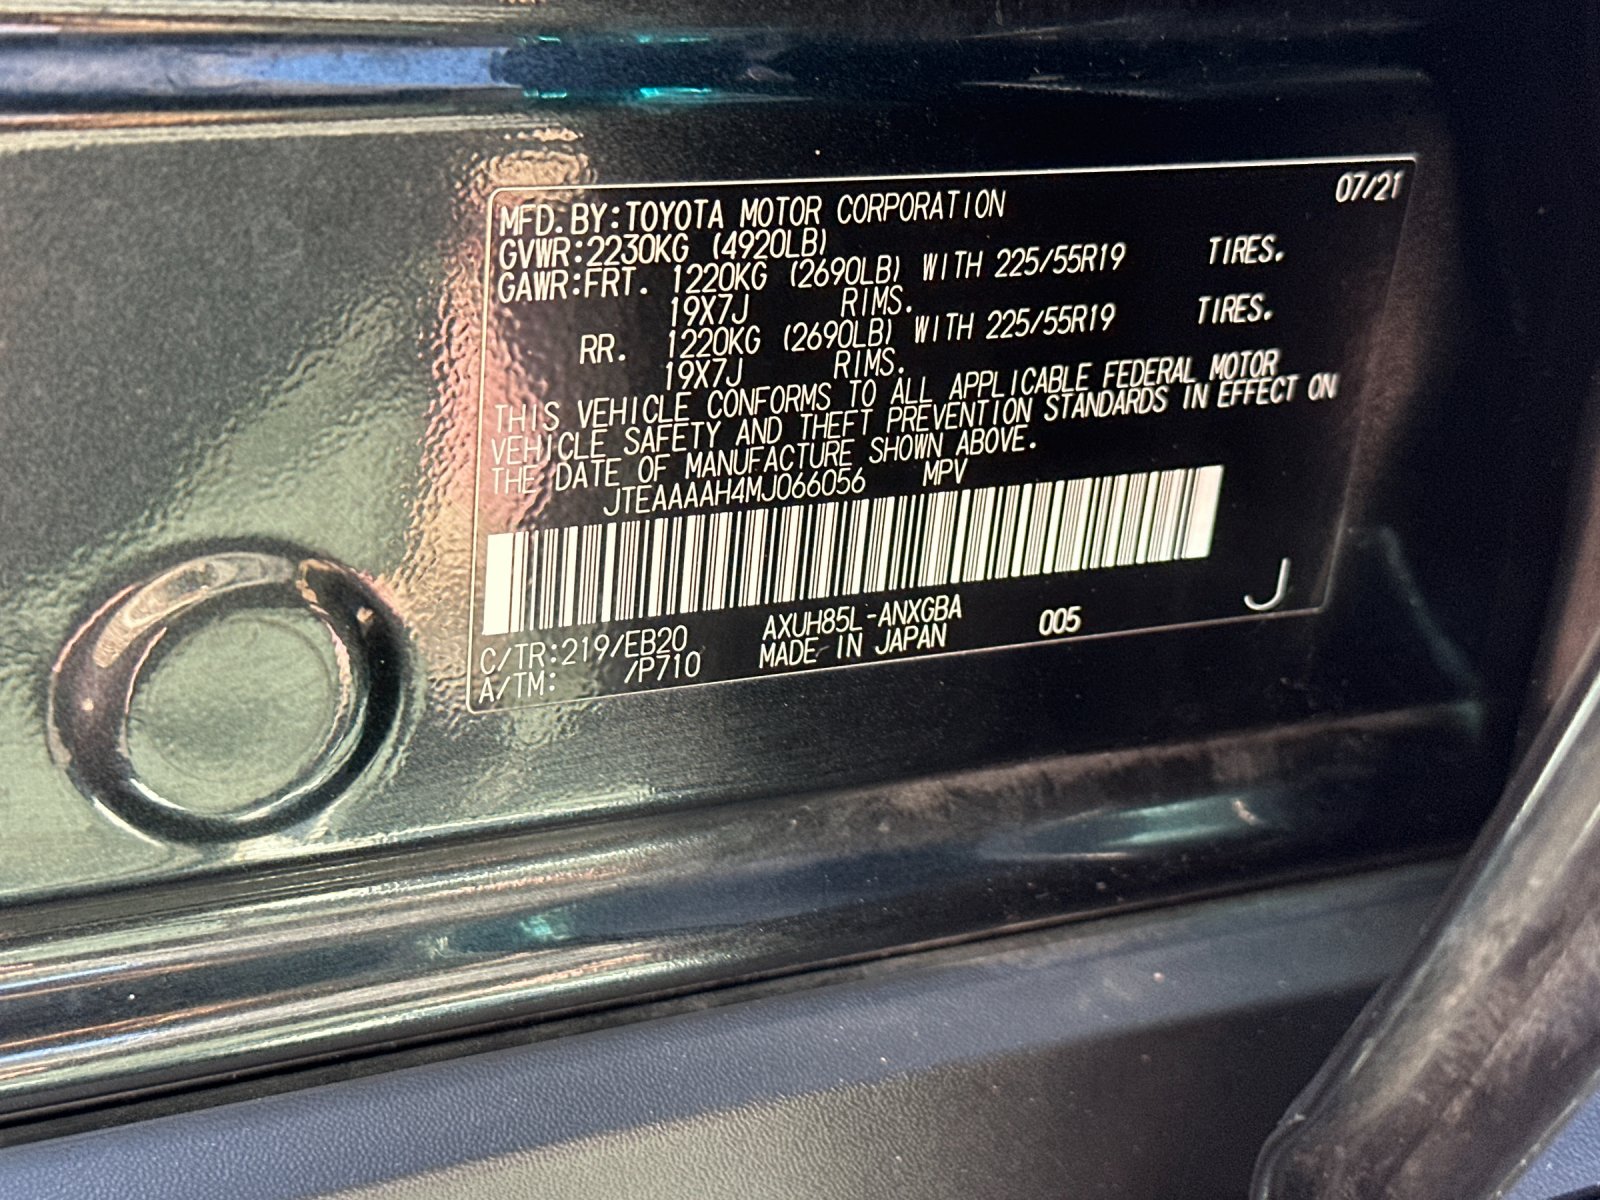 07/21
MFD.BY:TOYOTA MOTOR CORPORATION
GVWR:2230KG (4920LB)
GAWR:FRT. 1220KG (2690LB) WITH 225/55R19 TIRES.
19X7J RIMS.
RR. 1220KG (2690LB) WITH 225/55R19 TIRES.
19X7J RIMS.
THIS VEHICLE CONFORMS TO ALL APPLICABLE FEDERAL MOTOR
VEHICLE SAFETY AND THEFT PREVENTION STANDARDS IN EFFECT ON
THE DATE OF MANUFACTURE SHOWN ABOVE.
JTEAAAAH4MJ066056 MPV
C/TR:219/EB20 AXUH85L-ANXGBA 005 J
A/TM: /P710 MADE IN JAPAN